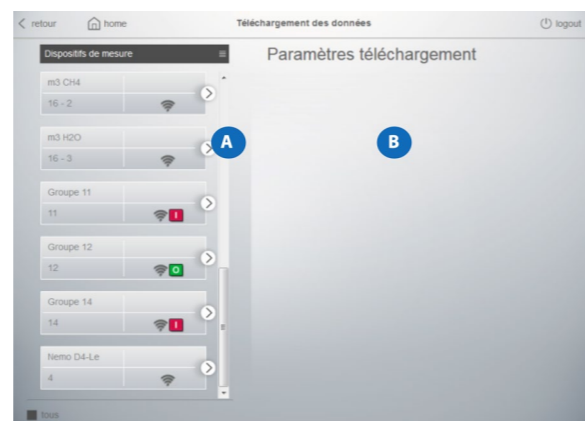 retour home Téléchargement des données logout
Dispositifs de mesure
Paramètres téléchargement
m3 CH4
16 - 2
m3 H2O
16 - 3
A
B
Groupe 11
11 I
Groupe 12
12 O
Groupe 14
14 I
Nemo D4-Le
4
tous